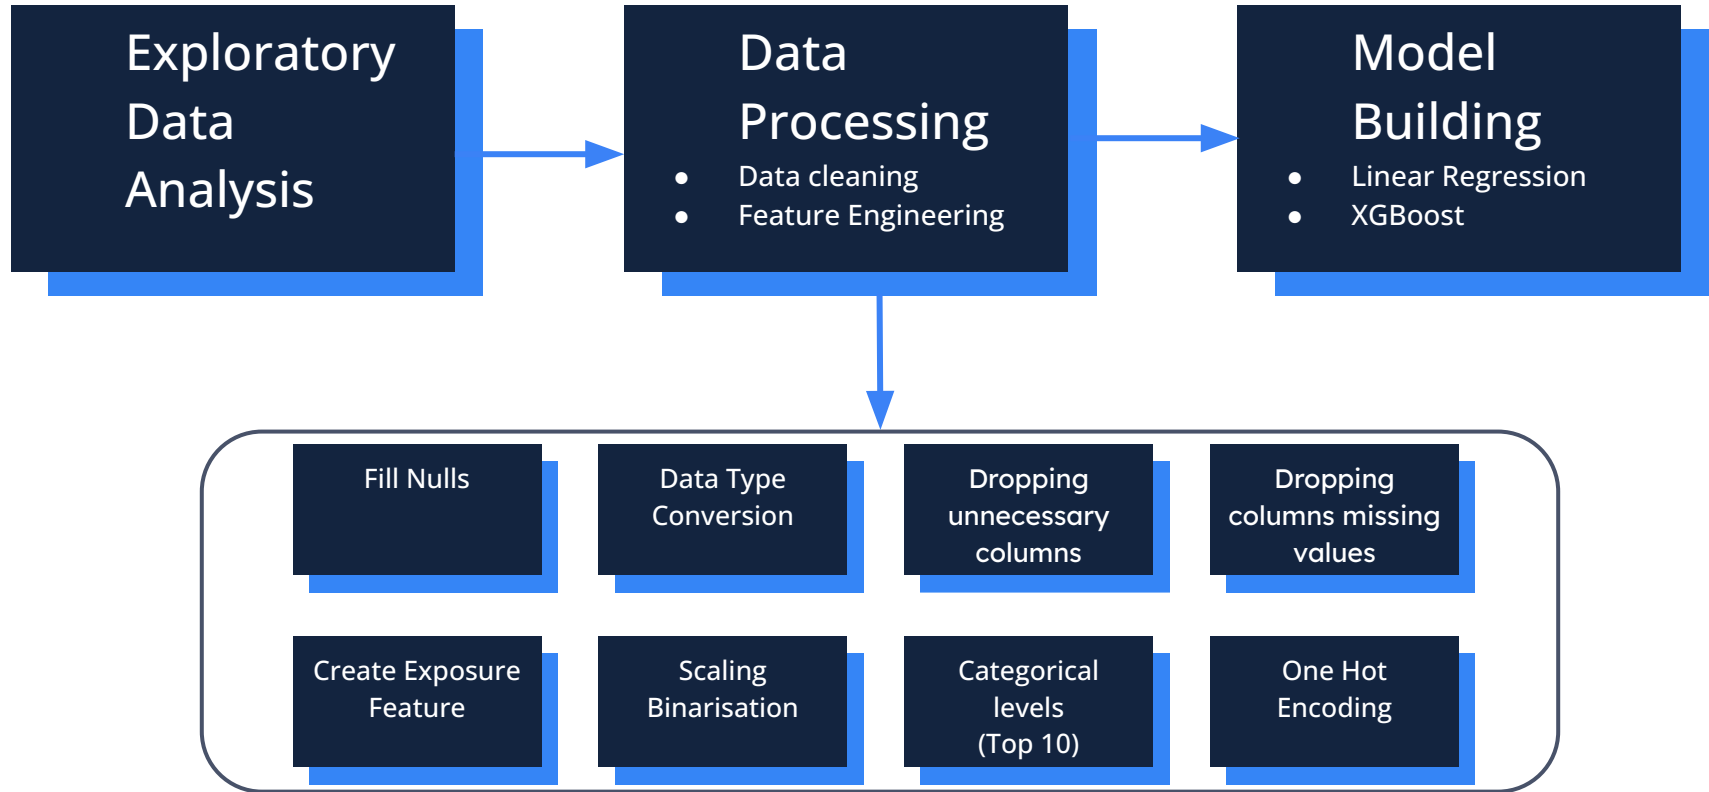 Exploratory
Data
Analysis
Data
Processing
● Data cleaning
● Feature Engineering
Model
Building
● Linear Regression
● XGBoost
Fill Nulls
Data Type
Conversion
Dropping
unnecessary
columns
Dropping
columns missing
values
Create Exposure
Feature
Scaling
Binarisation
Categorical
levels
(Top 10)
One Hot
Encoding